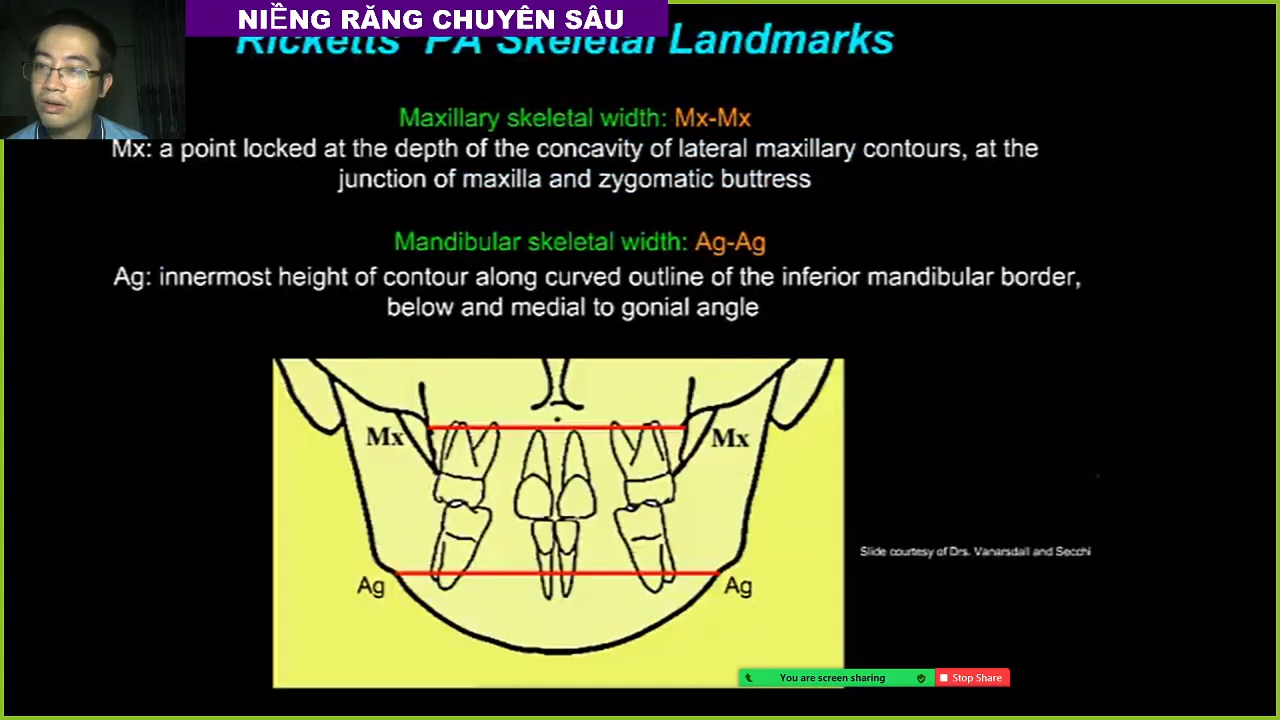 NIỀNG RĂNG CHUYÊN SÂU
Ricketts' PA Skeletal Landmarks
Maxillary skeletal width: Mx-Mx
Mx: a point locked at the depth of the concavity of lateral maxillary contours, at the
junction of maxilla and zygomatic buttress
Mandibular skeletal width: Ag-Ag
Ag: innermost height of contour along curved outline of the inferior mandibular border,
below and medial to gonial angle
Mx
Mx
Slide courtesy of Drs. Vanarsdall and Secchi
Ag
Ag
You are screen sharing
Stop Share